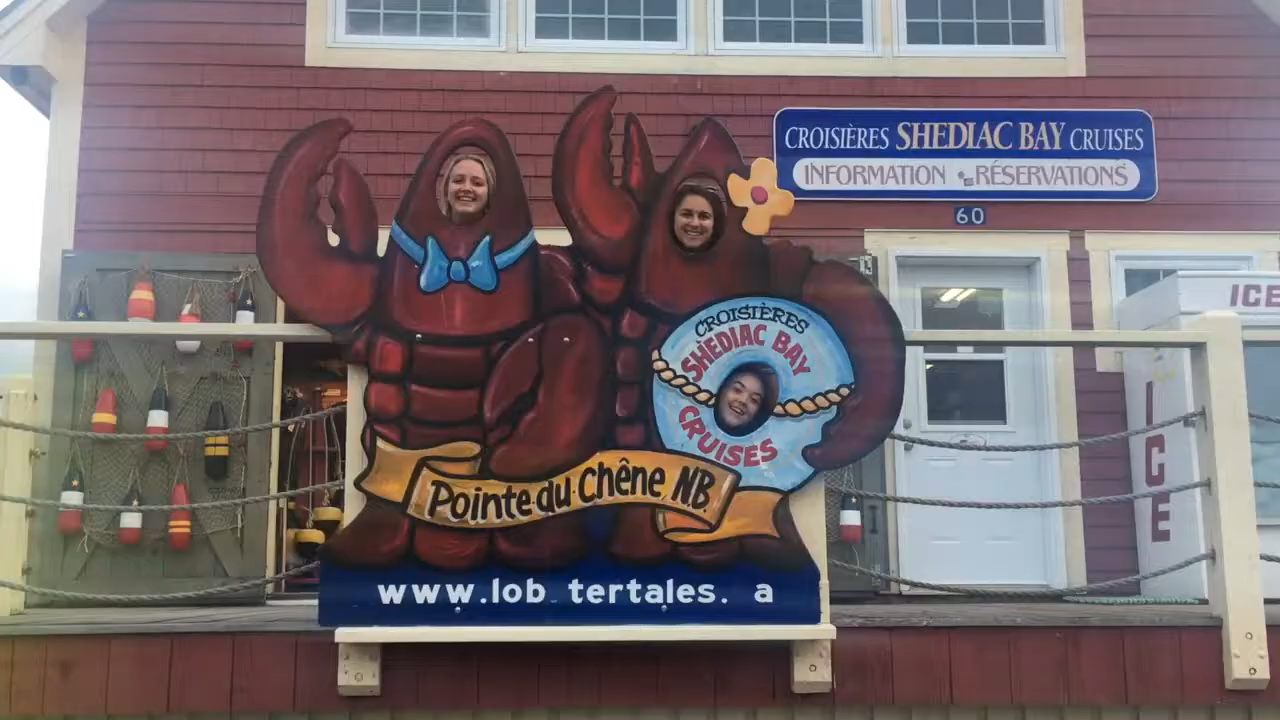 CROISIÈRES SHEDIAC BAY CRUISES
INFORMATION RÉSERVATIONS
60
ICE
ICE
CROISIÈRES
SHEDIAC BAY
CRUISES
Pointe du Chêne, N.B.
www.lob tertales. a